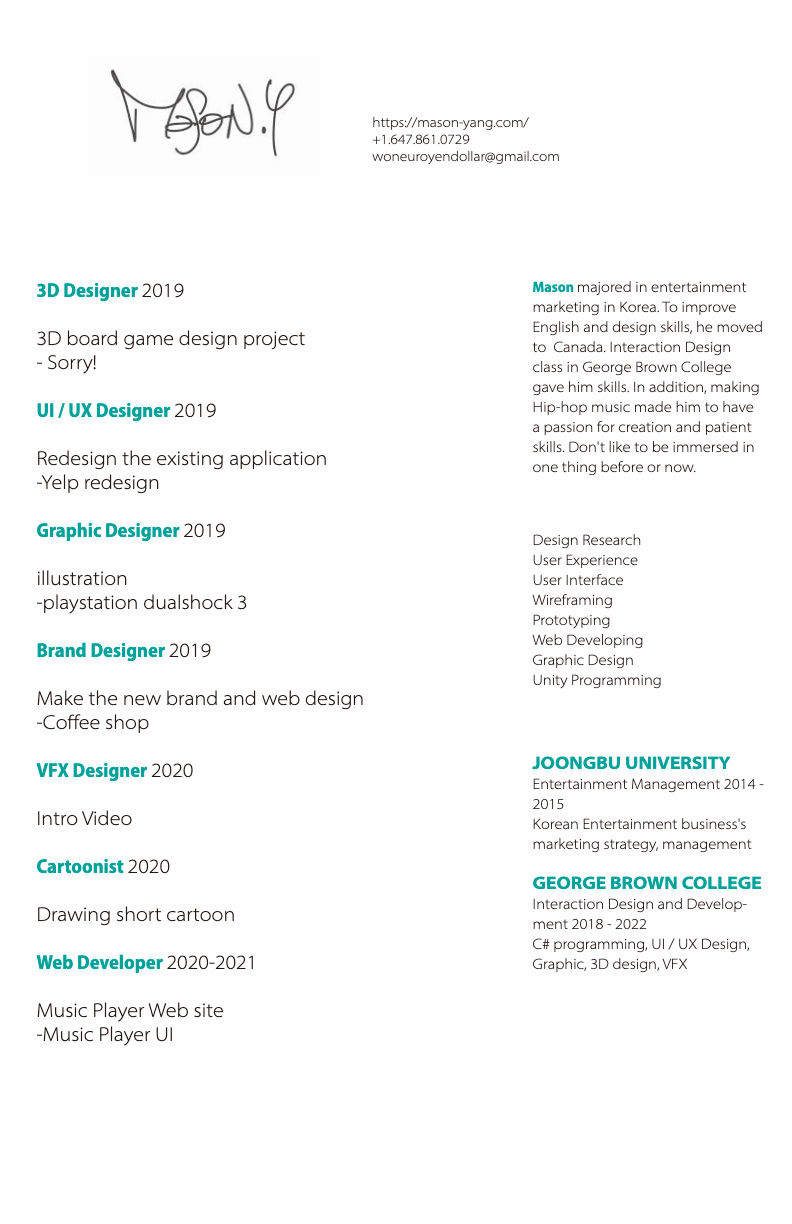 MASON.Y
https://mason-yang.com/
+1.647.861.0729
woneuroyendollar@gmail.com
3D Designer 2019
3D board game design project
- Sorry!
UI / UX Designer 2019
Redesign the existing application
-Yelp redesign
Graphic Designer 2019
illustration
-playstation dualshock 3
Brand Designer 2019
Make the new brand and web design
-Coffee shop
VFX Designer 2020
Intro Video
Cartoonist 2020
Drawing short cartoon
Web Developer 2020-2021
Music Player Web site
-Music Player UI
Mason majored in entertainment
marketing in Korea. To improve
English and design skills, he moved
to  Canada. Interaction Design
class in George Brown College
gave him skills. In addition, making
Hip-hop music made him to have
a passion for creation and patient
skills. Don't like to be immersed in
one thing before or now.
Design Research
User Experience
User Interface
Wireframing
Prototyping
Web Developing
Graphic Design
Unity Programming
JOONGBU UNIVERSITY
Entertainment Management 2014 -
2015
Korean Entertainment business's
marketing strategy, management
GEORGE BROWN COLLEGE
Interaction Design and Develop-
ment 2018 - 2022
C# programming, UI / UX Design,
Graphic, 3D design, VFX